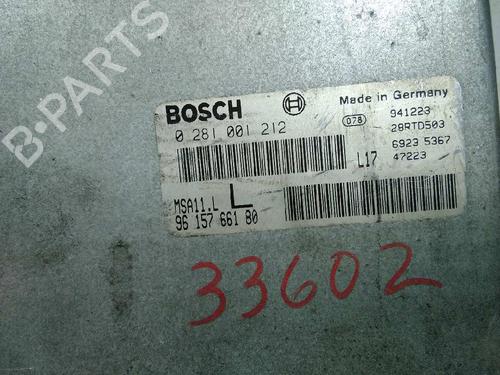 B-PARTS
BOSCH
Made in Germany
0 281 001 212
078
941223
28RTD503
6923 5367
L17
47223
MSA11.L
L
96 157 661 80
33602